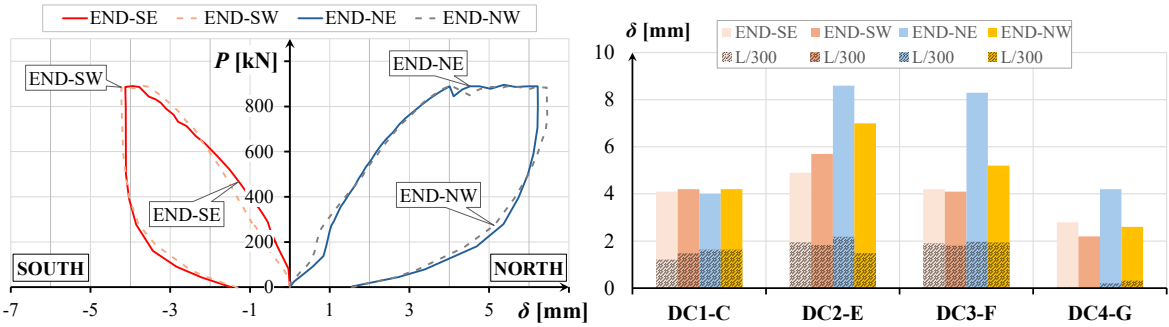 END-SE END-SW END-NE END-NW
P [kN]
800
600
400
200
0
-7 -5 -3 -1 1 3 5
δ [mm]
END-SW
END-SE
END-NE
END-NW
SOUTH
NORTH
δ [mm]
END-SE END-SW END-NE END-NW
L/300 L/300 L/300 L/300
10
8
6
4
2
0
DC1-C DC2-E DC3-F DC4-G